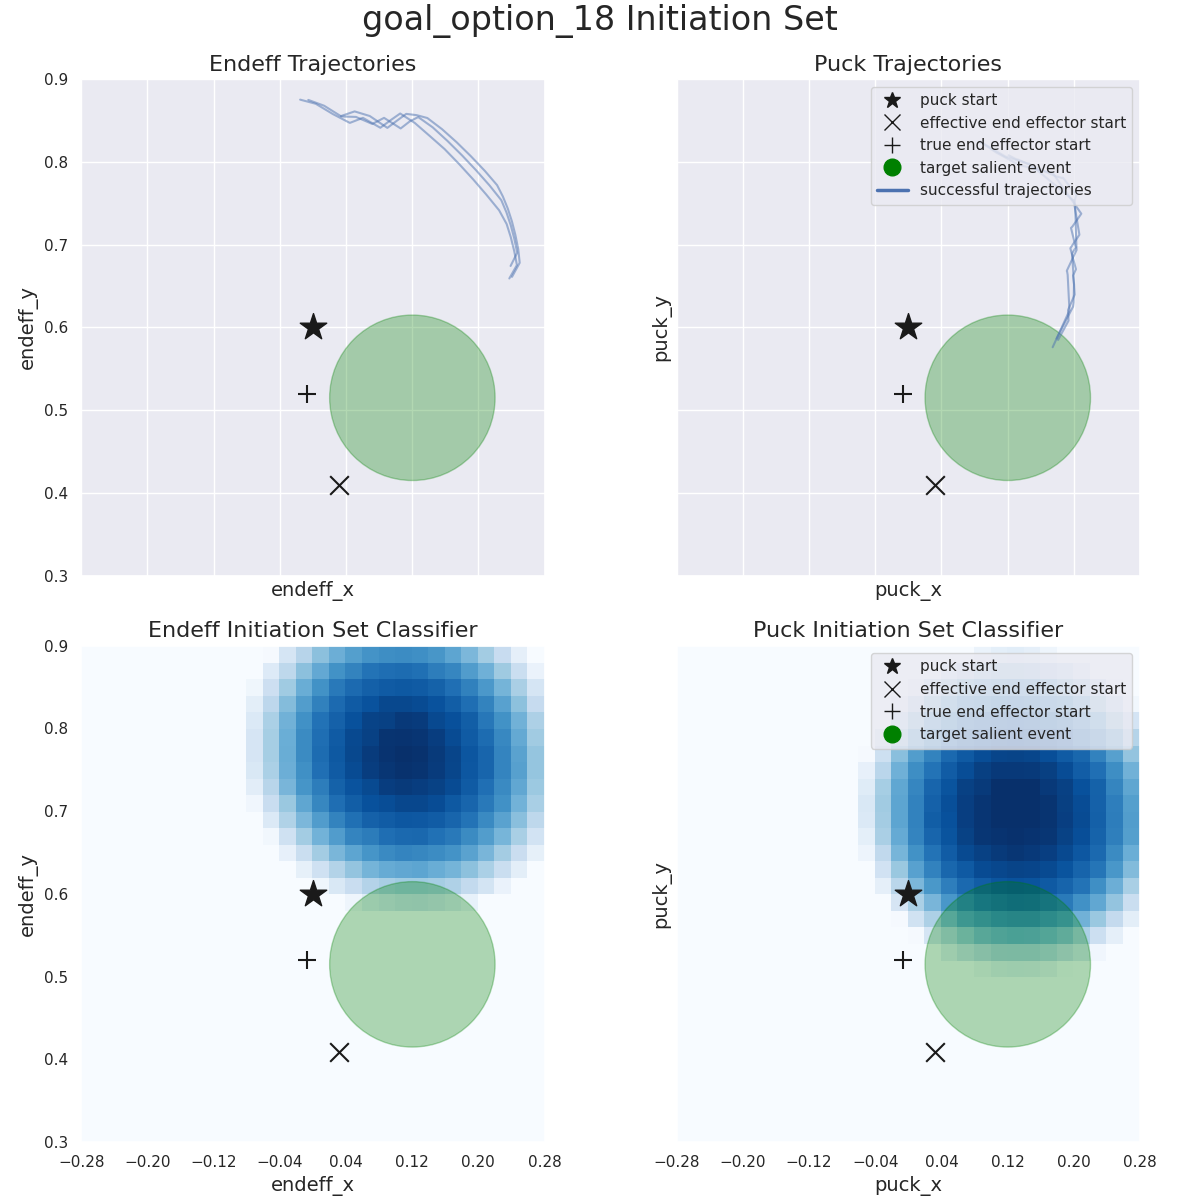 goal_option_18 Initiation Set
Endeff Trajectories
0.9
0.8
0.7
0.6
0.5
0.4
0.3
endeff_y
endeff_x
Puck Trajectories
puck start
effective end effector start
true end effector start
target salient event
successful trajectories
puck_y
puck_x
Endeff Initiation Set Classifier
0.9
0.8
0.7
0.6
0.5
0.4
0.3
endeff_y
−0.28 −0.20 −0.12 −0.04 0.04 0.12 0.20 0.28
endeff_x
Puck Initiation Set Classifier
puck start
effective end effector start
true end effector start
target salient event
puck_y
−0.28 −0.20 −0.12 −0.04 0.04 0.12 0.20 0.28
puck_x